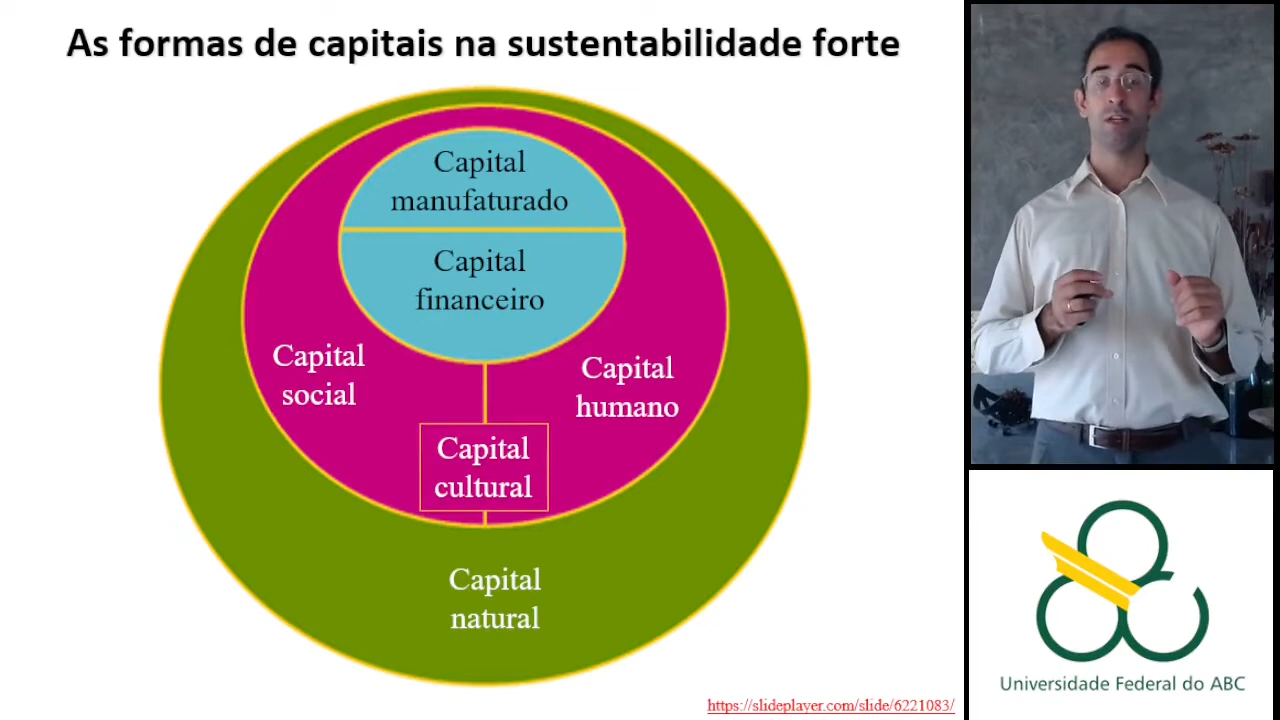 As formas de capitais na sustentabilidade forte
Capital
manufaturado
Capital
financeiro
Capital
social
Capital
humano
Capital
cultural
Capital
natural
https://slideplayer.com/slide/6221083/
Universidade Federal do ABC